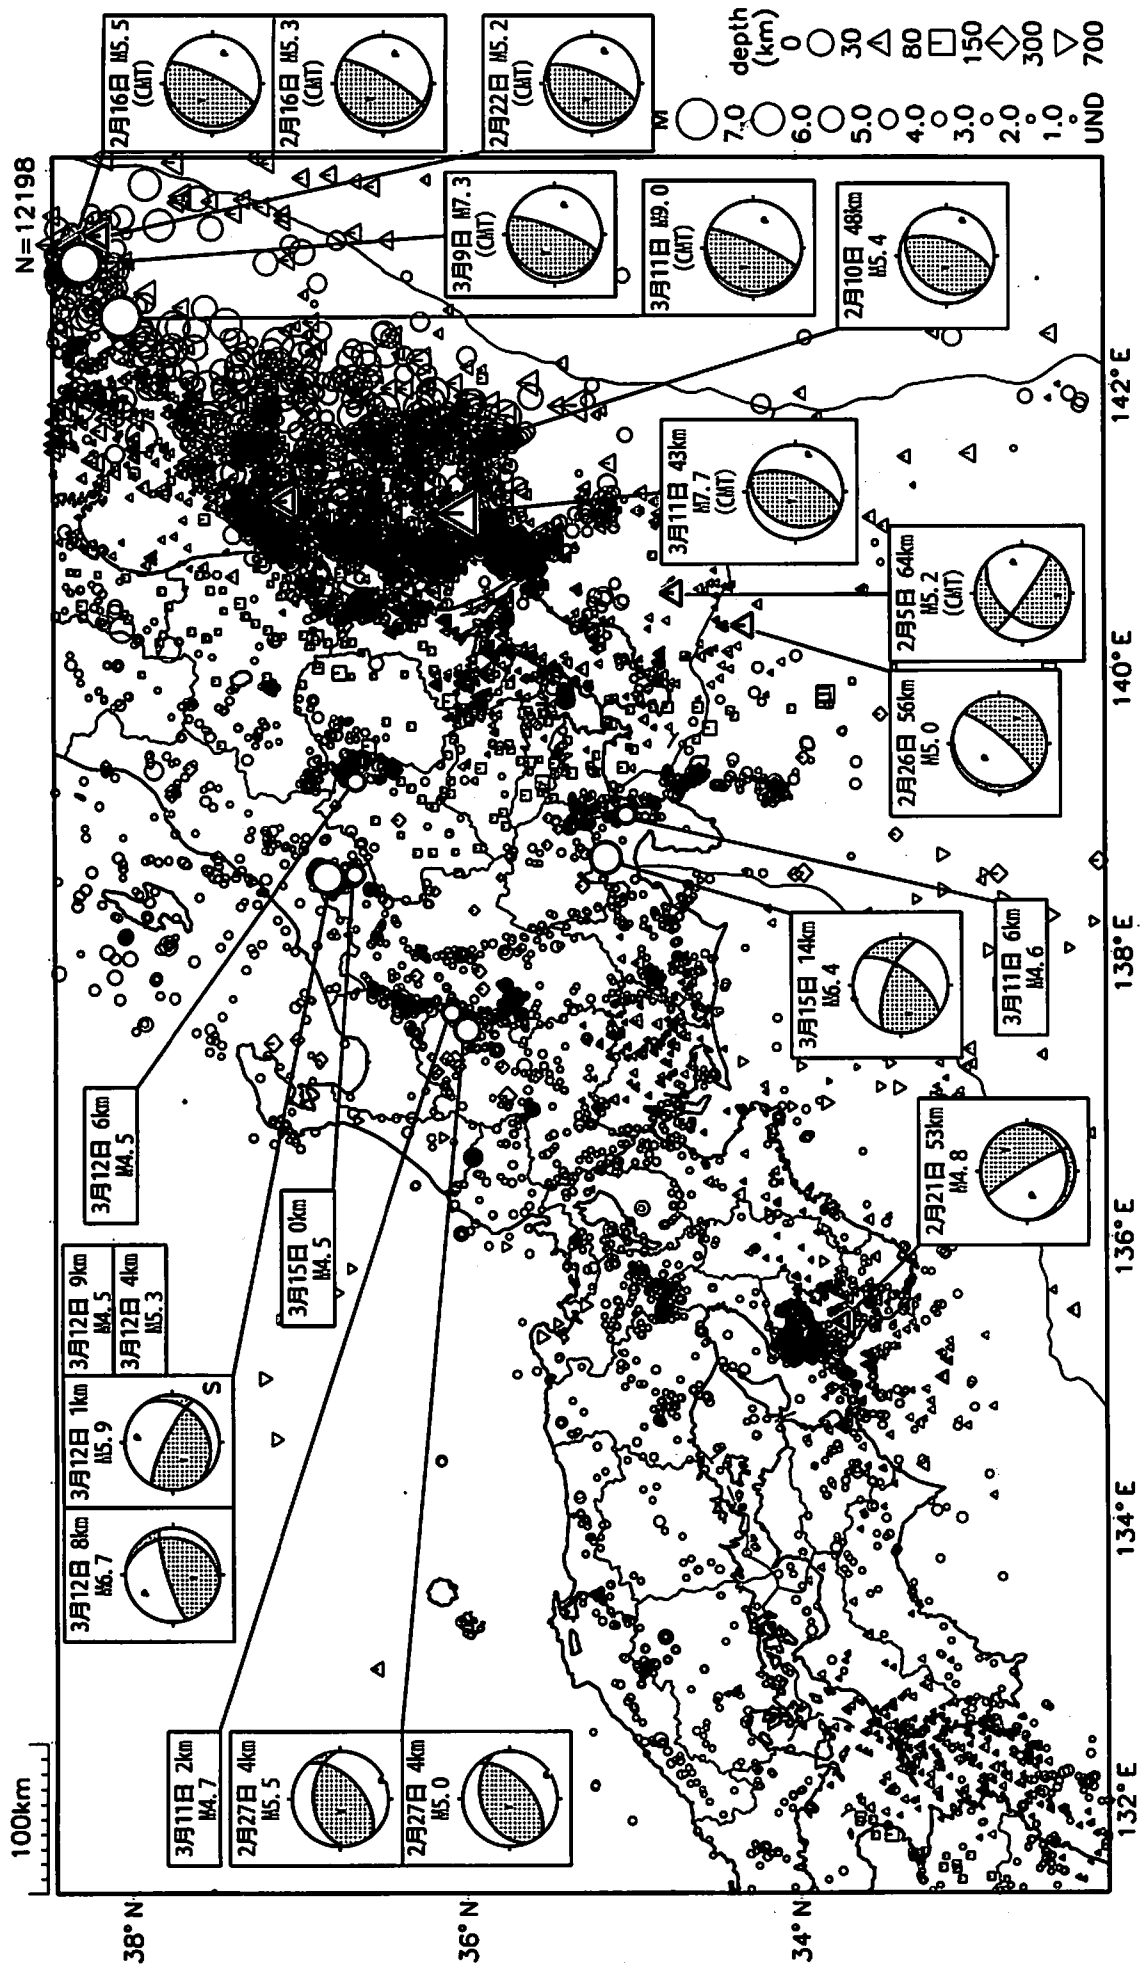 100km
N=12198
2月16日 M5.5
(CMT)
2月16日 M5.3
(CMT)
2月22日 M5.2
(CMT)
3月9日 M7.3
(CMT)
3月11日 M9.0
(CMT)
2月10日 48km
M5.4
3月11日 43km
M7.7
(CMT)
2月5日 64km
M5.2
(CMT)
2月26日 56km
M5.0
3月15日 14km
M6.4
3月11日 6km
M4.6
2月21日 53km
M4.8
3月12日 6km
M4.5
3月12日 9km
M4.5
3月12日 4km
M5.3
3月12日 1km
M5.9
S
3月12日 8km
M6.7
3月15日 0km
M4.5
3月11日 2km
M4.7
2月27日 4km
M5.5
2月27日 4km
M5.0
38°N
36°N
34°N
132°E
134°E
136°E
138°E
140°E
142°E
M
7.0
6.0
5.0
4.0
3.0
2.0
1.0
UND
depth
(km)
0
30
80
150
300
700